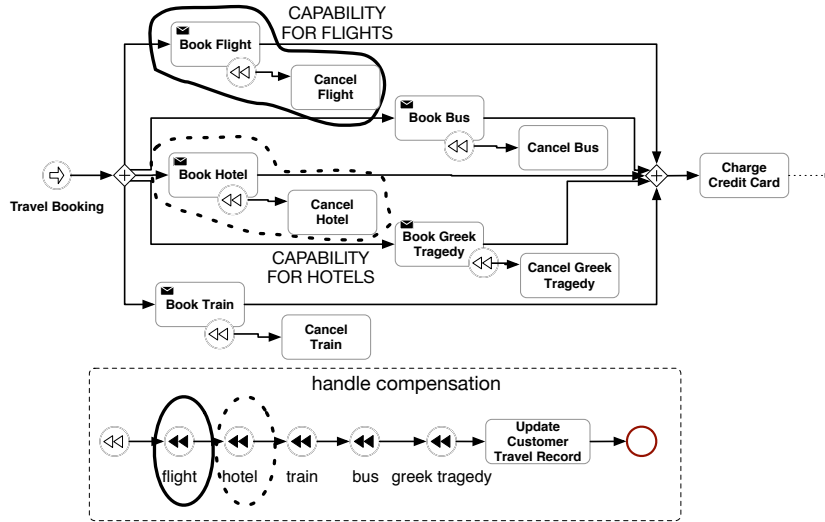 CAPABILITY
FOR FLIGHTS
Book Flight
Cancel
Flight
Book Bus
Cancel Bus
Book Hotel
Cancel
Hotel
Travel Booking
Charge
Credit Card
Book Greek
Tragedy
CAPABILITY
FOR HOTELS
Cancel Greek
Tragedy
Book Train
Cancel
Train
handle compensation
Update
Customer
Travel Record
flight
hotel
train
bus
greek tragedy